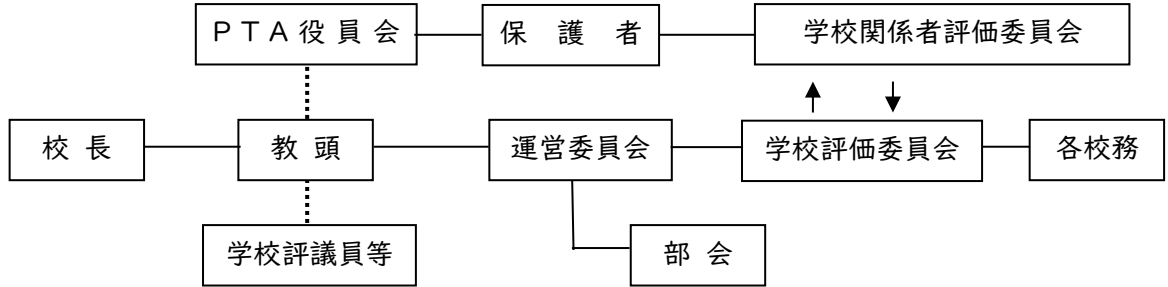 PTA役員会
保護者
学校関係者評価委員会
校長
教頭
運営委員会
学校評価委員会
各校務
学校評議員等
部会